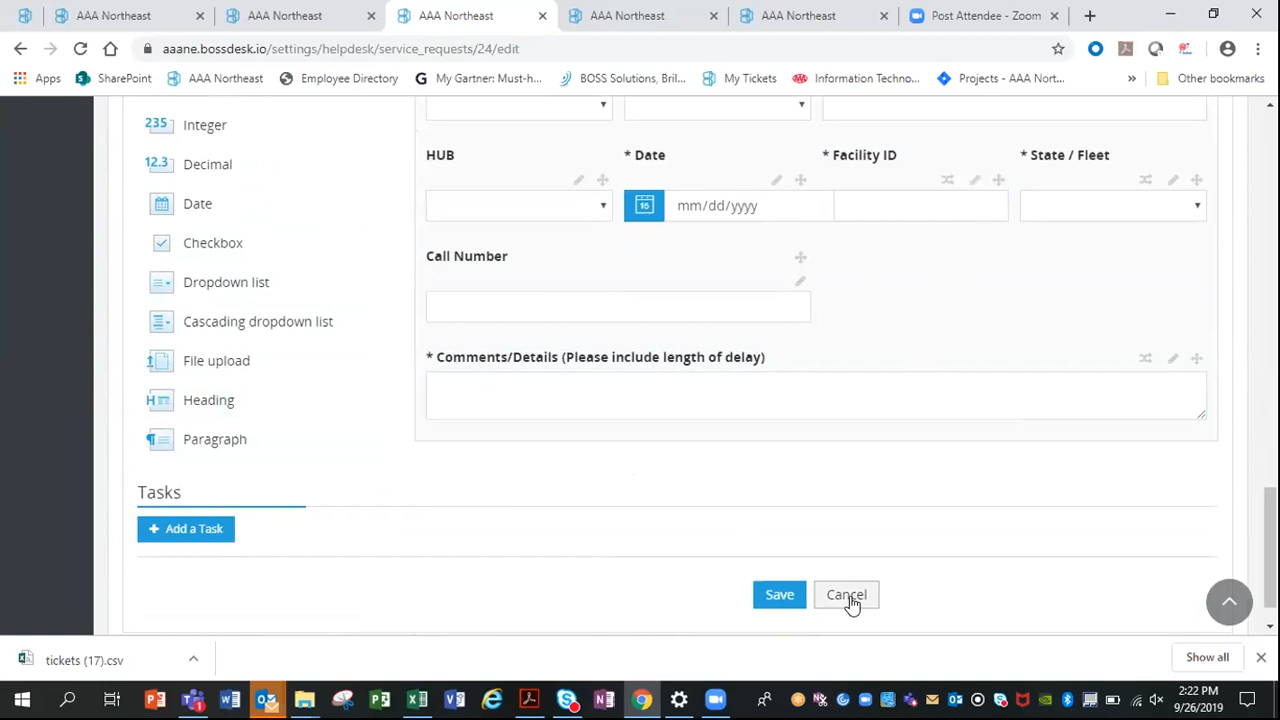 AAA Northeast
AAA Northeast
AAA Northeast
AAA Northeast
AAA Northeast
Post Attendee - Zoom
aaane.bossdesk.io/settings/helpdesk/service_requests/24/edit
Apps
SharePoint
AAA Northeast
Employee Directory
My Gartner: Must-h...
BOSS Solutions, Bril...
My Tickets
Information Techno...
Projects - AAA Nort...
»
Other bookmarks
235 Integer
12.3 Decimal
Date
Checkbox
Dropdown list
Cascading dropdown list
File upload
Heading
Paragraph
HUB
* Date
* Facility ID
* State / Fleet
15 mm/dd/yyyy
Call Number
* Comments/Details (Please include length of delay)
Tasks
+ Add a Task
Save
Cancel
tickets (17).csv
Show all
2:22 PM
9/26/2019